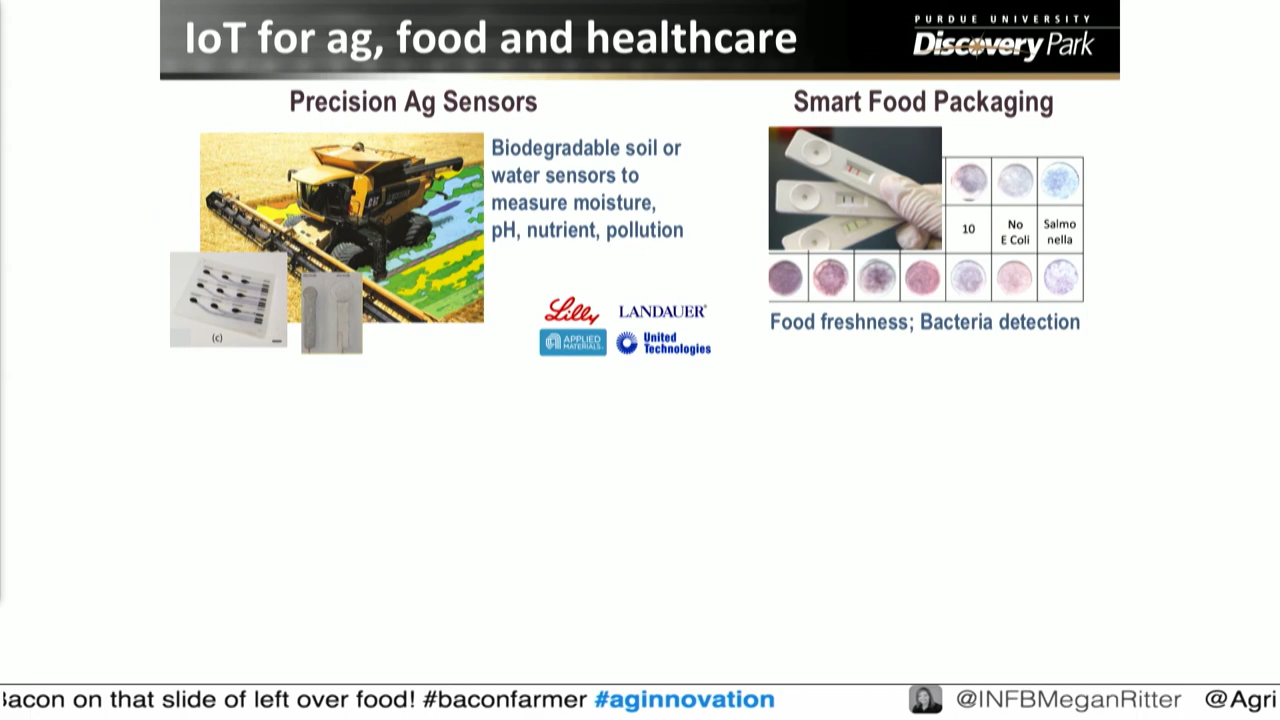 IoT for ag, food and healthcare
PURDUE UNIVERSITY
Discovery Park
Precision Ag Sensors
Smart Food Packaging
Biodegradable soil or
water sensors to
measure moisture,
pH, nutrient, pollution
(c)
Lilly
LANDAUER
APPLIED
MATERIALS
United
Technologies
10
No
E Coli
Salmo
nella
Food freshness; Bacteria detection
Bacon on that slide of left over food! #baconfarmer #aginnovation
@INFBMeganRitter
@Agri